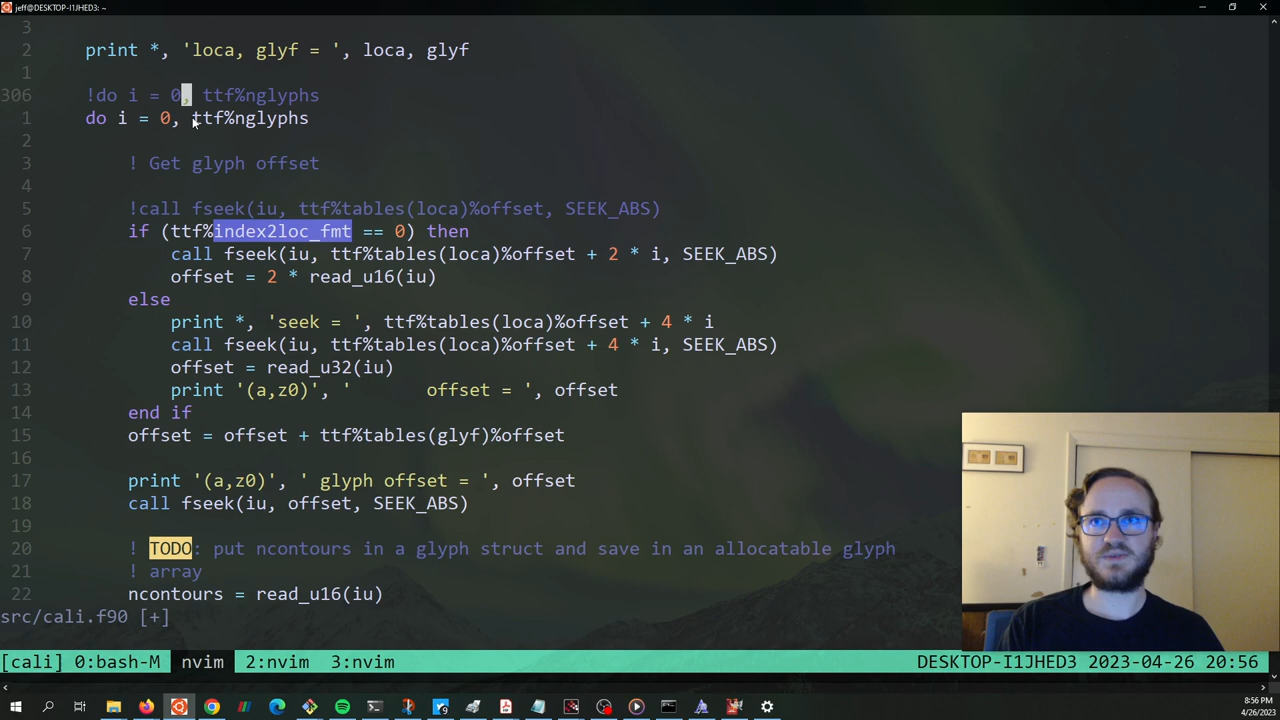 jeff@DESKTOP-I1JHED3: ~
3
2 print *, 'loca, glyf = ', loca, glyf
1
306 !do i = 0, ttf%nglyphs
1 do i = 0, ttf%nglyphs
2
3 ! Get glyph offset
4
5 !call fseek(iu, ttf%tables(loca)%offset, SEEK_ABS)
6 if (ttf%index2loc_fmt == 0) then
7 call fseek(iu, ttf%tables(loca)%offset + 2 * i, SEEK_ABS)
8 offset = 2 * read_u16(iu)
9 else
10 print *, 'seek = ', ttf%tables(loca)%offset + 4 * i
11 call fseek(iu, ttf%tables(loca)%offset + 4 * i, SEEK_ABS)
12 offset = read_u32(iu)
13 print '(a,z0)', '       offset = ', offset
14 end if
15 offset = offset + ttf%tables(glyf)%offset
16
17 print '(a,z0)', ' glyph offset = ', offset
18 call fseek(iu, offset, SEEK_ABS)
19
20 ! TODO: put ncontours in a glyph struct and save in an allocatable glyph
21 ! array
22 ncontours = read_u16(iu)
src/cali.f90 [+]
[cali] 0:bash-M nvim 2:nvim 3:nvim DESKTOP-I1JHED3 2023-04-26 20:56
8:56 PM
4/26/2023